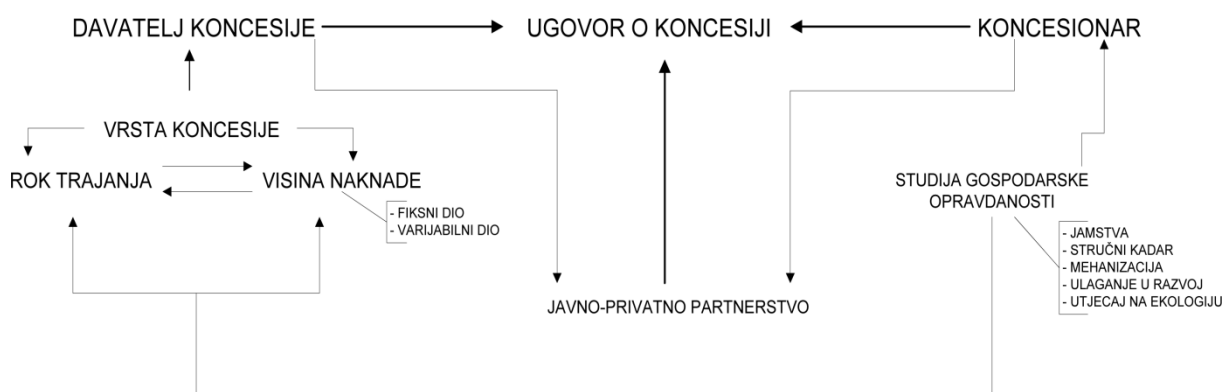 DAVATELJ KONCESIJE
UGOVOR O KONCESIJI
KONCESIONAR
VRSTA KONCESIJE
ROK TRAJANJA
VISINA NAKNADE
- FIKSNI DIO
- VARIJABILNI DIO
STUDIJA GOSPODARSKE
OPRAVDANOSTI
- JAMSTVA
- STRUČNI KADAR
- MEHANIZACIJA
- ULAGANJE U RAZVOJ
- UTJECAJ NA EKOLOGIJU
JAVNO-PRIVATNO PARTNERSTVO